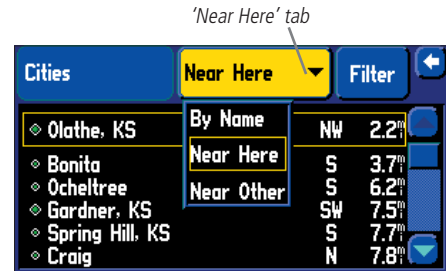 'Near Here' tab
Cities Near Here Filter
By Name
Near Here
Near Other
Olathe, KS NW 2.2mi
Bonita S 3.7mi
Ocheltree S 6.2mi
Gardner, KS SW 7.5mi
Spring Hill, KS S 7.7mi
Craig N 7.8mi